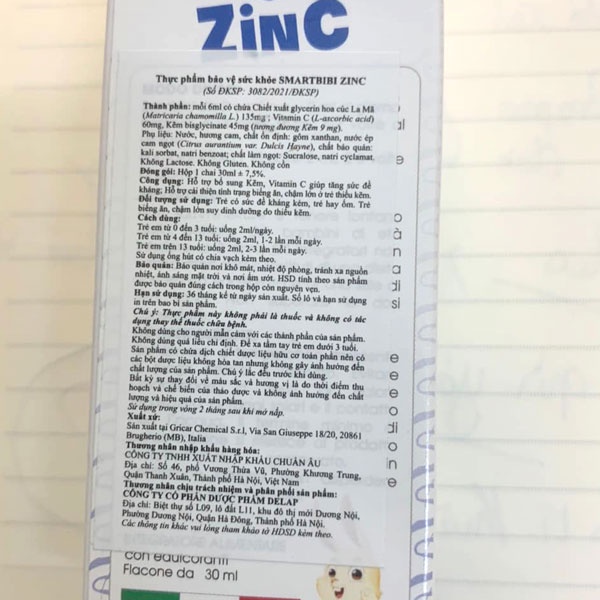 ZINC
Thực phẩm bảo vệ sức khỏe SMARTBIBI ZINC
(Số ĐKSP: 3082/2021/ĐKSP)
Thành phần: mỗi 6ml có chứa Chiết xuất glycerin hoa cúc La Mã
(Matricaria chamomilla L.) 135mg; Vitamin C (L-ascorbic acid)
60mg, Kẽm bisglycinate 45mg (tương đương Kẽm 9 mg).
Phụ liệu: Nước, hương cam, chất ổn định: gôm xanthan, nước ép
cam ngọt (Citrus aurantium var. Dulcis Hayne), chất bảo quản:
kali sorbat, natri benzoat; chất làm ngọt: Sucralose, natri cyclamat.
Không Lactose. Không Gluten. Không cồn
Đóng gói: Hộp 1 chai 30ml ± 7,5%.
Công dụng: Hỗ trợ bổ sung Kẽm, Vitamin C giúp tăng sức đề
kháng; Hỗ trợ cải thiện tình trạng biếng ăn, chậm lớn ở trẻ thiếu kẽm.
Đối tượng sử dụng: Trẻ có sức đề kháng kém, trẻ hay ốm. Trẻ
biếng ăn, chậm lớn suy dinh dưỡng do thiếu kẽm.
Cách dùng:
Trẻ em từ 0 đến 3 tuổi: uống 2ml/ngày.
Trẻ em từ 4 đến 13 tuổi: uống 2ml, 1-2 lần mỗi ngày.
Trẻ em trên 13 tuổi: uống 2ml, 2-3 lần mỗi ngày.
Sử dụng ống hút có chia vạch kèm theo.
Bảo quản: Bảo quản nơi khô mát, nhiệt độ phòng, tránh xa nguồn
nhiệt, ánh sáng mặt trời và nơi ẩm ướt. HSD tính theo sản phẩm
được bảo quản đúng cách trong hộp còn nguyên vẹn.
Hạn sử dụng: 36 tháng kể từ ngày sản xuất. Số lô và hạn sử dụng
in trên bao bì sản phẩm.
Chú ý: Thực phẩm này không phải là thuốc và không có tác
dụng thay thế thuốc chữa bệnh.
Không dùng cho người mẫn cảm với các thành phần của sản phẩm.
Không dùng quá liều chỉ định. Để xa tầm tay trẻ em dưới 3 tuổi.
Sản phẩm có chứa dịch chiết dược liệu hữu cơ toàn phần nên có
các bột dược liệu không hòa tan nhưng không gây ảnh hưởng đến
chất lượng của sản phẩm. Chú ý lắc đều trước khi dùng.
Bất kỳ sự thay đổi về màu sắc và hương vị là do thời điểm thu
hoạch và chế biến của thảo dược và không ảnh hưởng đến chất
lượng và hiệu quả của sản phẩm.
Sử dụng trong vòng 2 tháng sau khi mở nắp.
Xuất xứ:
Sản xuất tại Gricar Chemical S.r.l, Via San Giuseppe 18/20, 20861
Brugherio (MB), Italia
Thương nhân nhập khẩu hàng hóa:
CÔNG TY TNHH XUẤT NHẬP KHẨU CHUẨN ÂU
Địa chỉ: Số 46, phố Vương Thừa Vũ, Phường Khương Trung,
Quận Thanh Xuân, Thành phố Hà Nội, Việt Nam
Thương nhân chịu trách nhiệm và phân phối sản phẩm:
CÔNG TY CỔ PHẦN DƯỢC PHẨM DELAP
Địa chỉ: Biệt thự số L09, lô đất L11, khu đô thị mới Dương Nội,
Phường Dương Nội, Quận Hà Đông, Thành phố Hà Nội.
Các thông tin khác vui lòng tham khảo tờ HDSD kèm theo.
con edulcoranti
Flacone da 30 ml